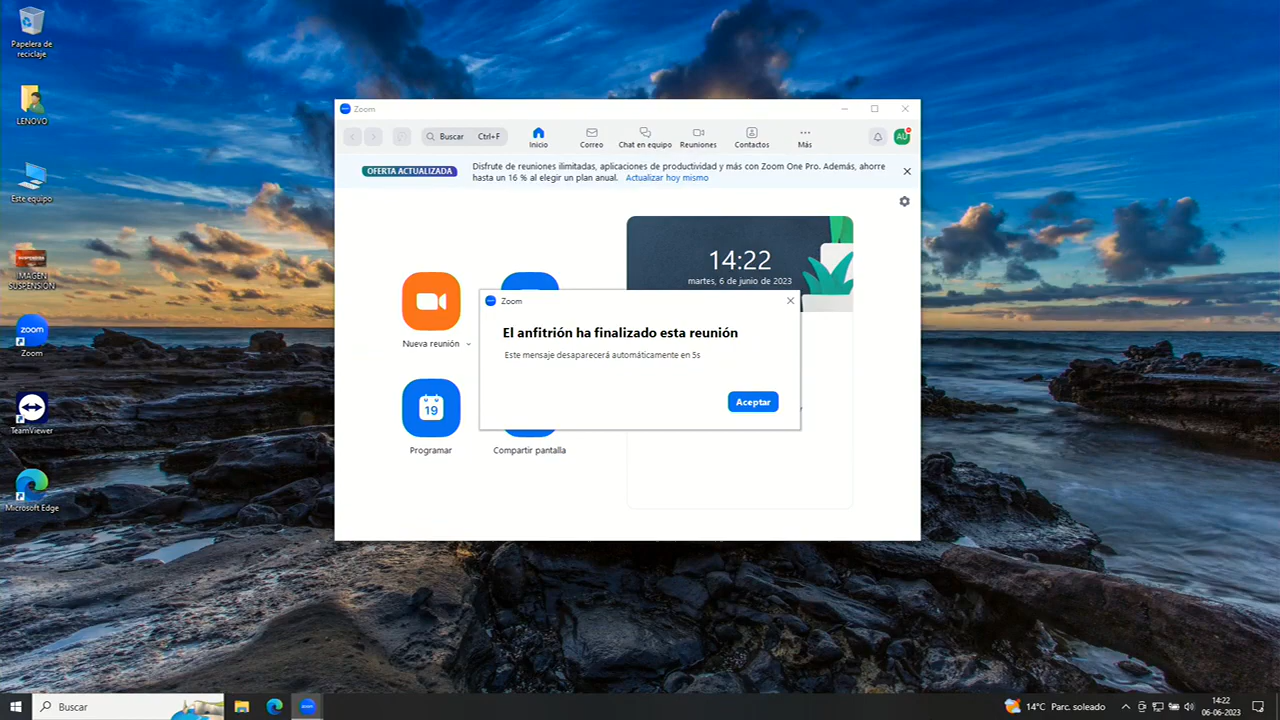 Papelera de
reciclaje
LENOVO
Este equipo
IMAGEN
SUSPENSIÓN
zoom
Zoom
TeamViewer
Microsoft Edge
Zoom
Buscar Ctrl+F
Inicio
Correo
Chat en equipo
Reuniones
Contactos
Más
AU
OFERTA ACTUALIZADA
Disfrute de reuniones ilimitadas, aplicaciones de productividad y más con Zoom One Pro. Además, ahorre
hasta un 16 % al elegir un plan anual. Actualizar hoy mismo
14:22
martes, 6 de junio de 2023
Nueva reunión
Zoom
El anfitrión ha finalizado esta reunión
Este mensaje desaparecerá automáticamente en 5s
Aceptar
19
Programar
Compartir pantalla
Buscar
zoom
14°C Parc. soleado
14:22
06-06-2023